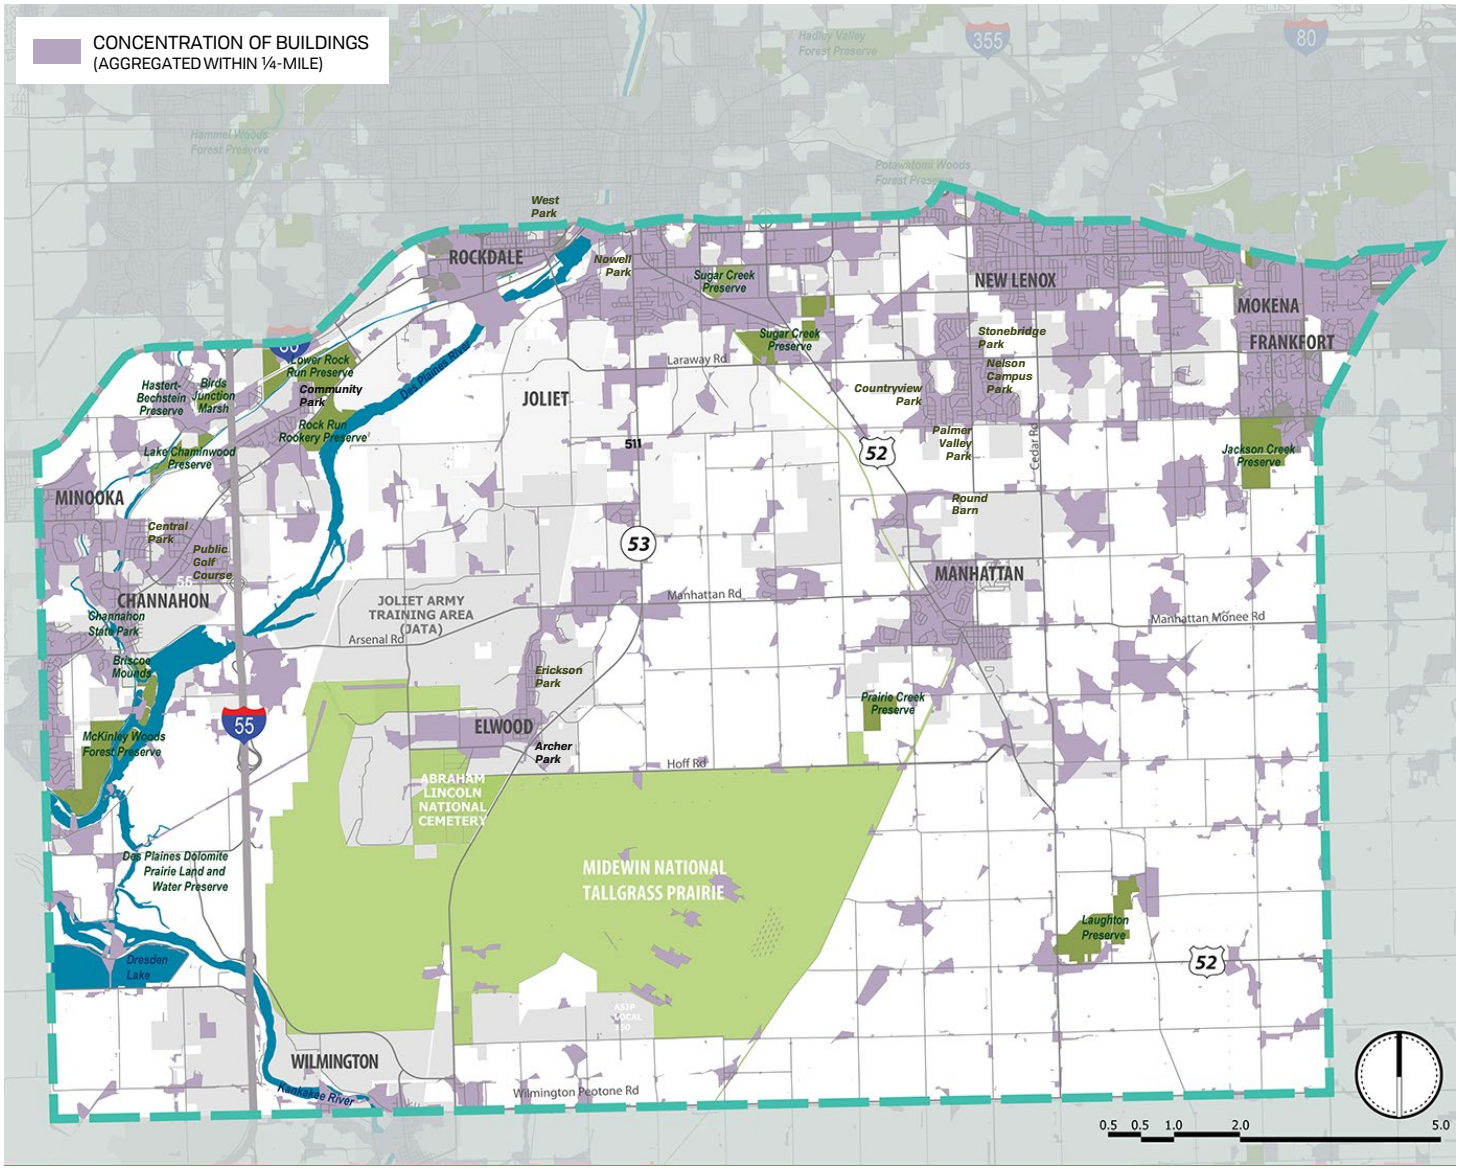 CONCENTRATION OF BUILDINGS
(AGGREGATED WITHIN ¼-MILE)
Hadley Valley
Forest Preserve
355
80
Hammel Woods
Forest Preserve
Potawatomi Woods
Forest Preserve
West
Park
ROCKDALE
Nowell
Park
Sugar Creek
Preserve
NEW LENOX
MOKENA
FRANKFORT
Sugar Creek
Preserve
Stonebridge
Park
80
Lower Rock
Run Preserve
Laraway Rd
Nelson
Campus
Park
Hastert-
Bechstein
Preserve
Birds
Junction
Marsh
Community
Park
Des Plaines River
JOLIET
Countryview
Park
Rock Run
Rookery Preserve
511
52
Palmer
Valley
Park
Cedar Rd
Lake Chaminwood
Preserve
Jackson Creek
Preserve
MINOOKA
Round
Barn
Central
Park
Public
Golf
Course
55
53
MANHATTAN
CHANNAHON
JOLIET ARMY
TRAINING AREA
(JATA)
Manhattan Rd
Channahon
State Park
Arsenal Rd
Manhattan Monee Rd
Briscoe
Mounds
Erickson
Park
Prairie Creek
Preserve
55
ELWOOD
McKinley Woods
Forest Preserve
Archer
Park
Hoff Rd
ABRAHAM
LINCOLN
NATIONAL
CEMETERY
Des Plaines Dolomite
Prairie Land and
Water Preserve
MIDEWIN NATIONAL
TALLGRASS PRAIRIE
Laughton
Preserve
Dresden
Lake
52
ASIP
LOCAL
150
WILMINGTON
Kankakee River
Wilmington Peotone Rd
0.5 0.5 1.0 2.0 5.0